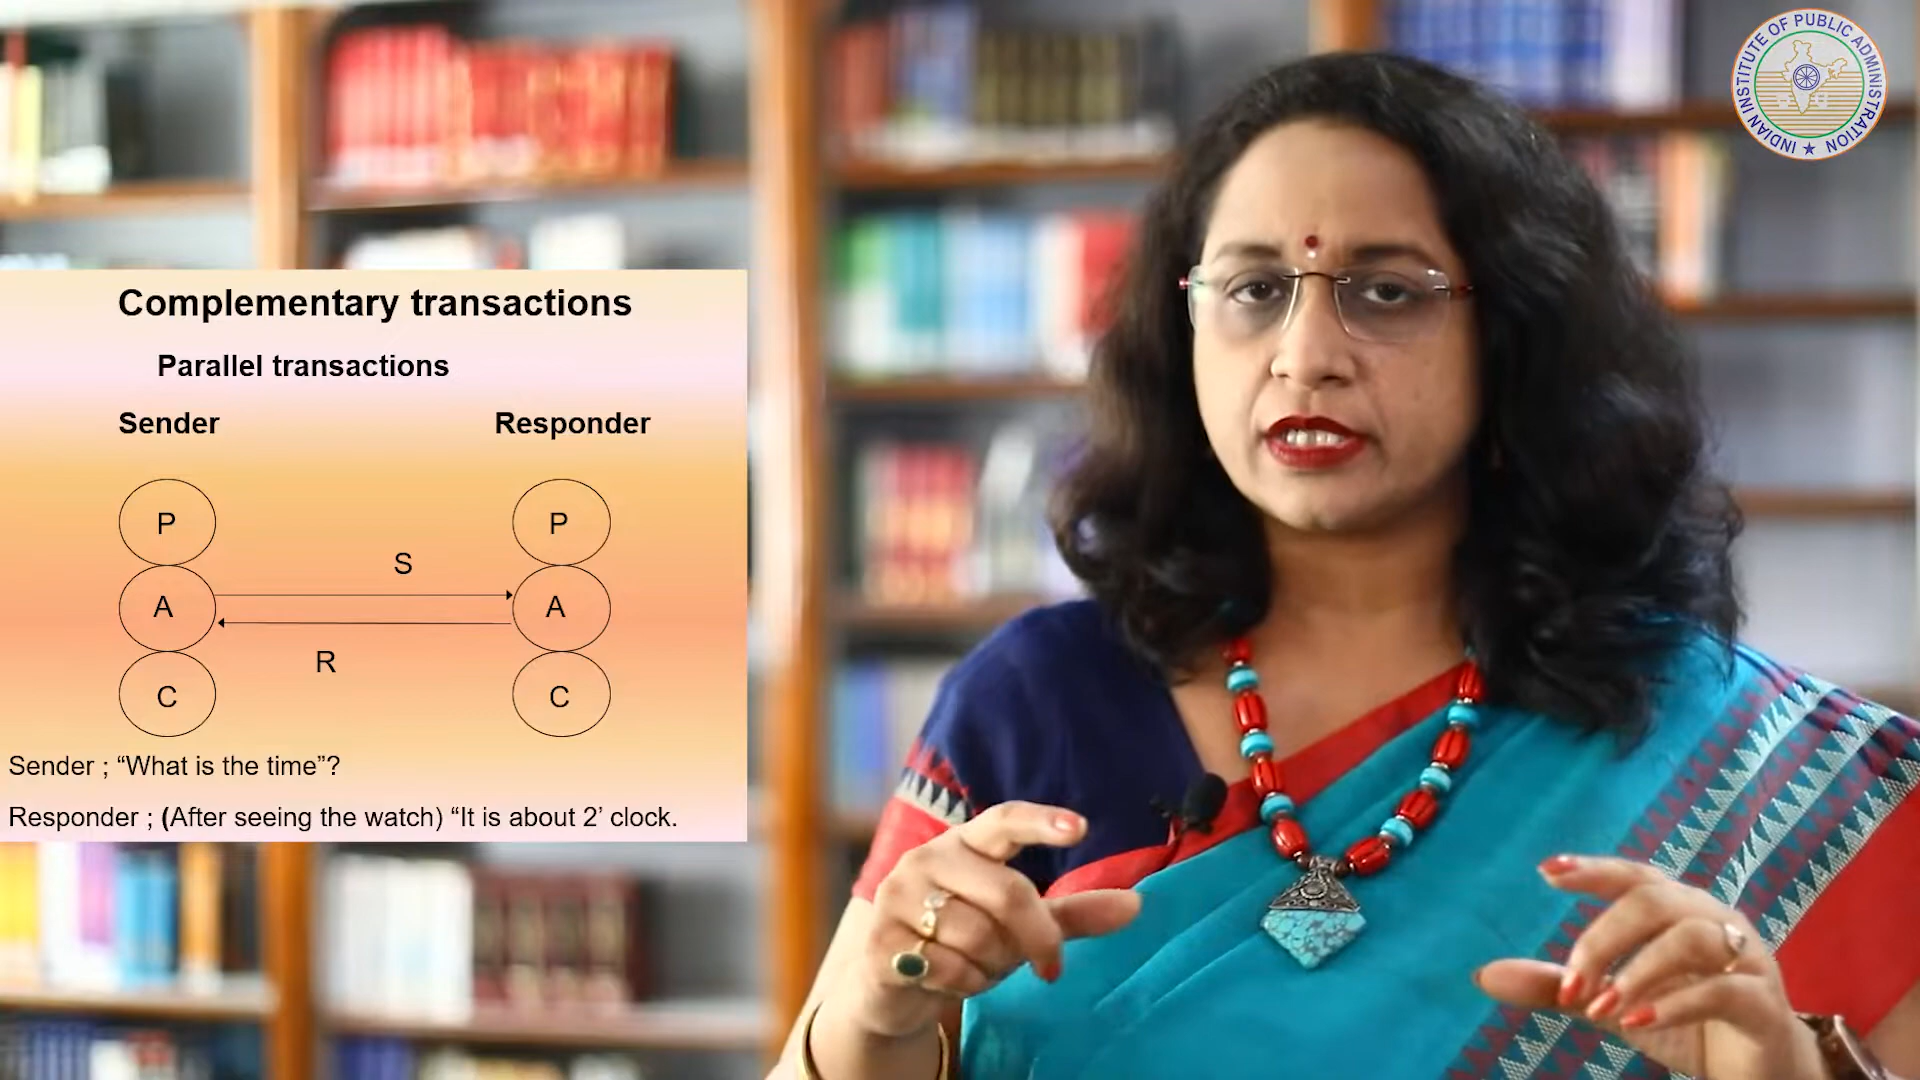 Complementary transactions
Parallel transactions
Sender Responder
P P
S
A A
R
C C
Sender ; “What is the time”?
Responder ; (After seeing the watch) “It is about 2’ clock.
INDIAN INSTITUTE OF PUBLIC ADMINISTRATION